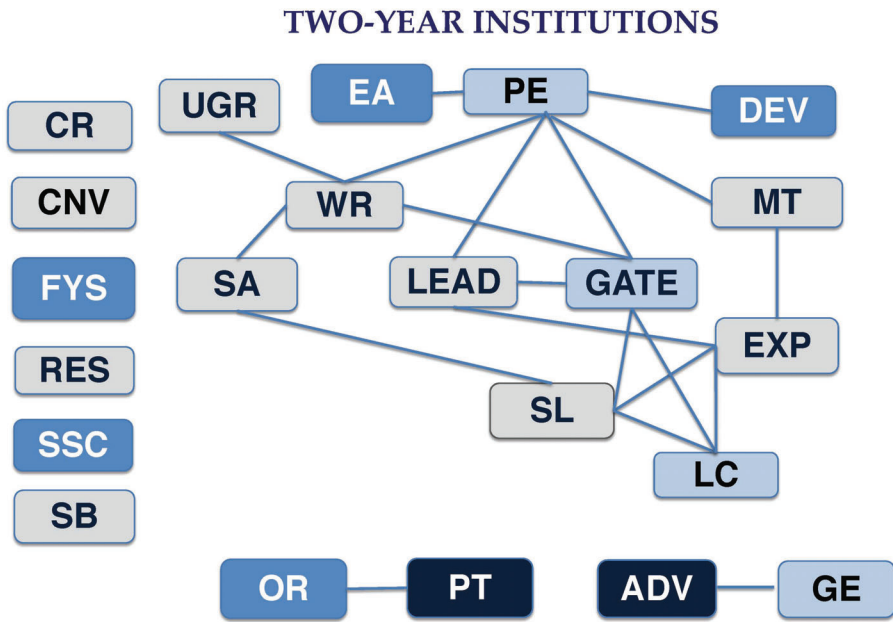 TWO-YEAR INSTITUTIONS
EA
PE
UGR
DEV
CR
CNV
WR
MT
FYS
SA
LEAD
GATE
EXP
RES
SL
SSC
LC
SB
OR
PT
ADV
GE